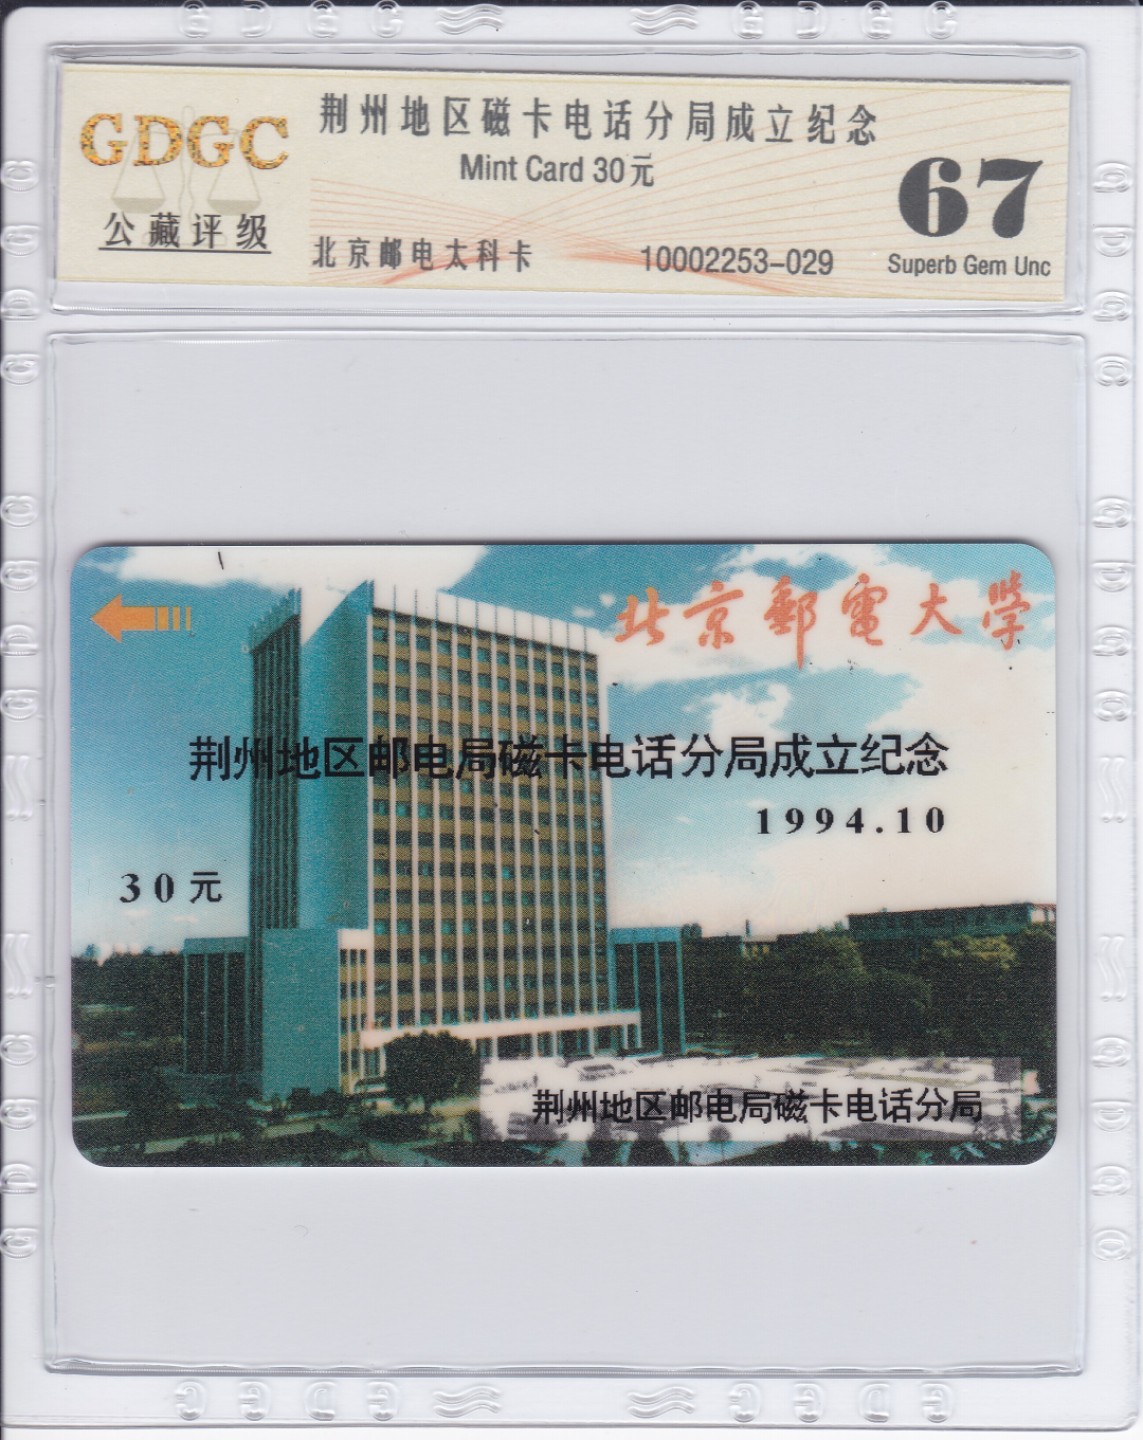 GDGC
公藏评级
荆州地区磁卡电话分局成立纪念
Mint Card 30元
北京邮电太科卡
10002253-029
67
Superb Gem Unc
北京郵電大學
荆州地区邮电局磁卡电话分局成立纪念
1994.10
30元
荆州地区邮电局磁卡电话分局